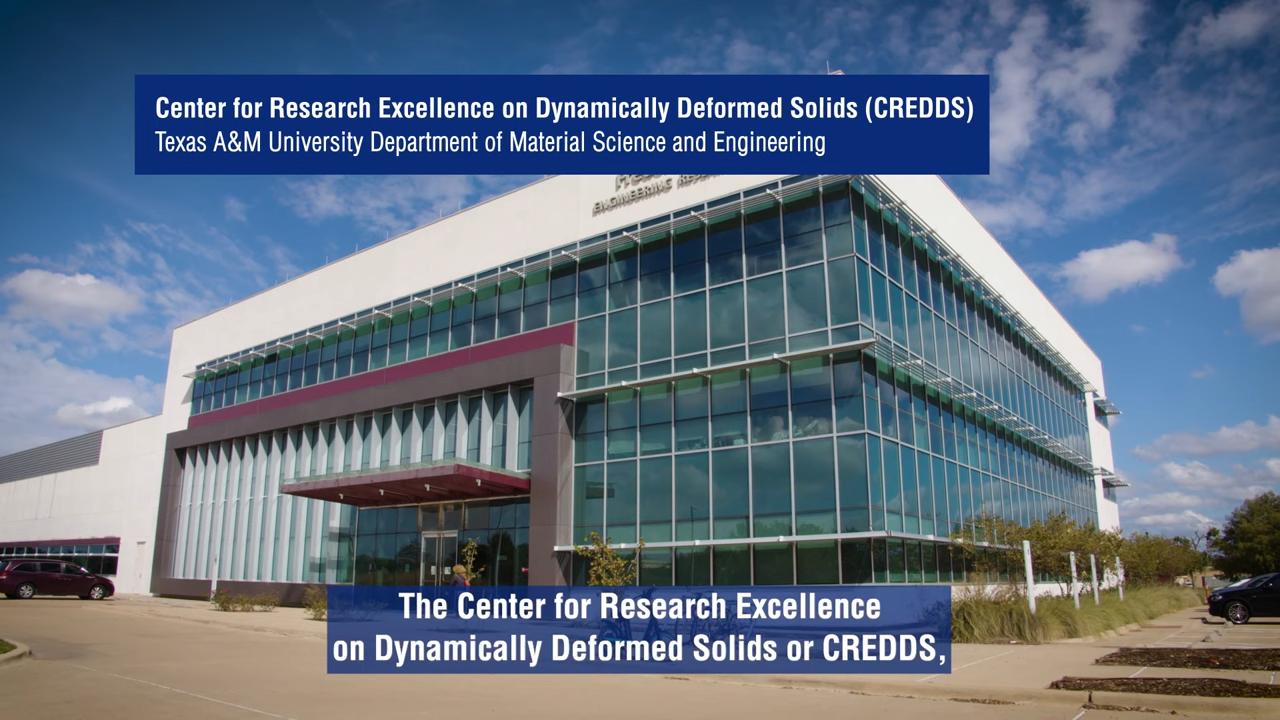 Center for Research Excellence on Dynamically Deformed Solids (CREDDS)
Texas A&M University Department of Material Science and Engineering
ENGINEERING
The Center for Research Excellence
on Dynamically Deformed Solids or CREDDS,